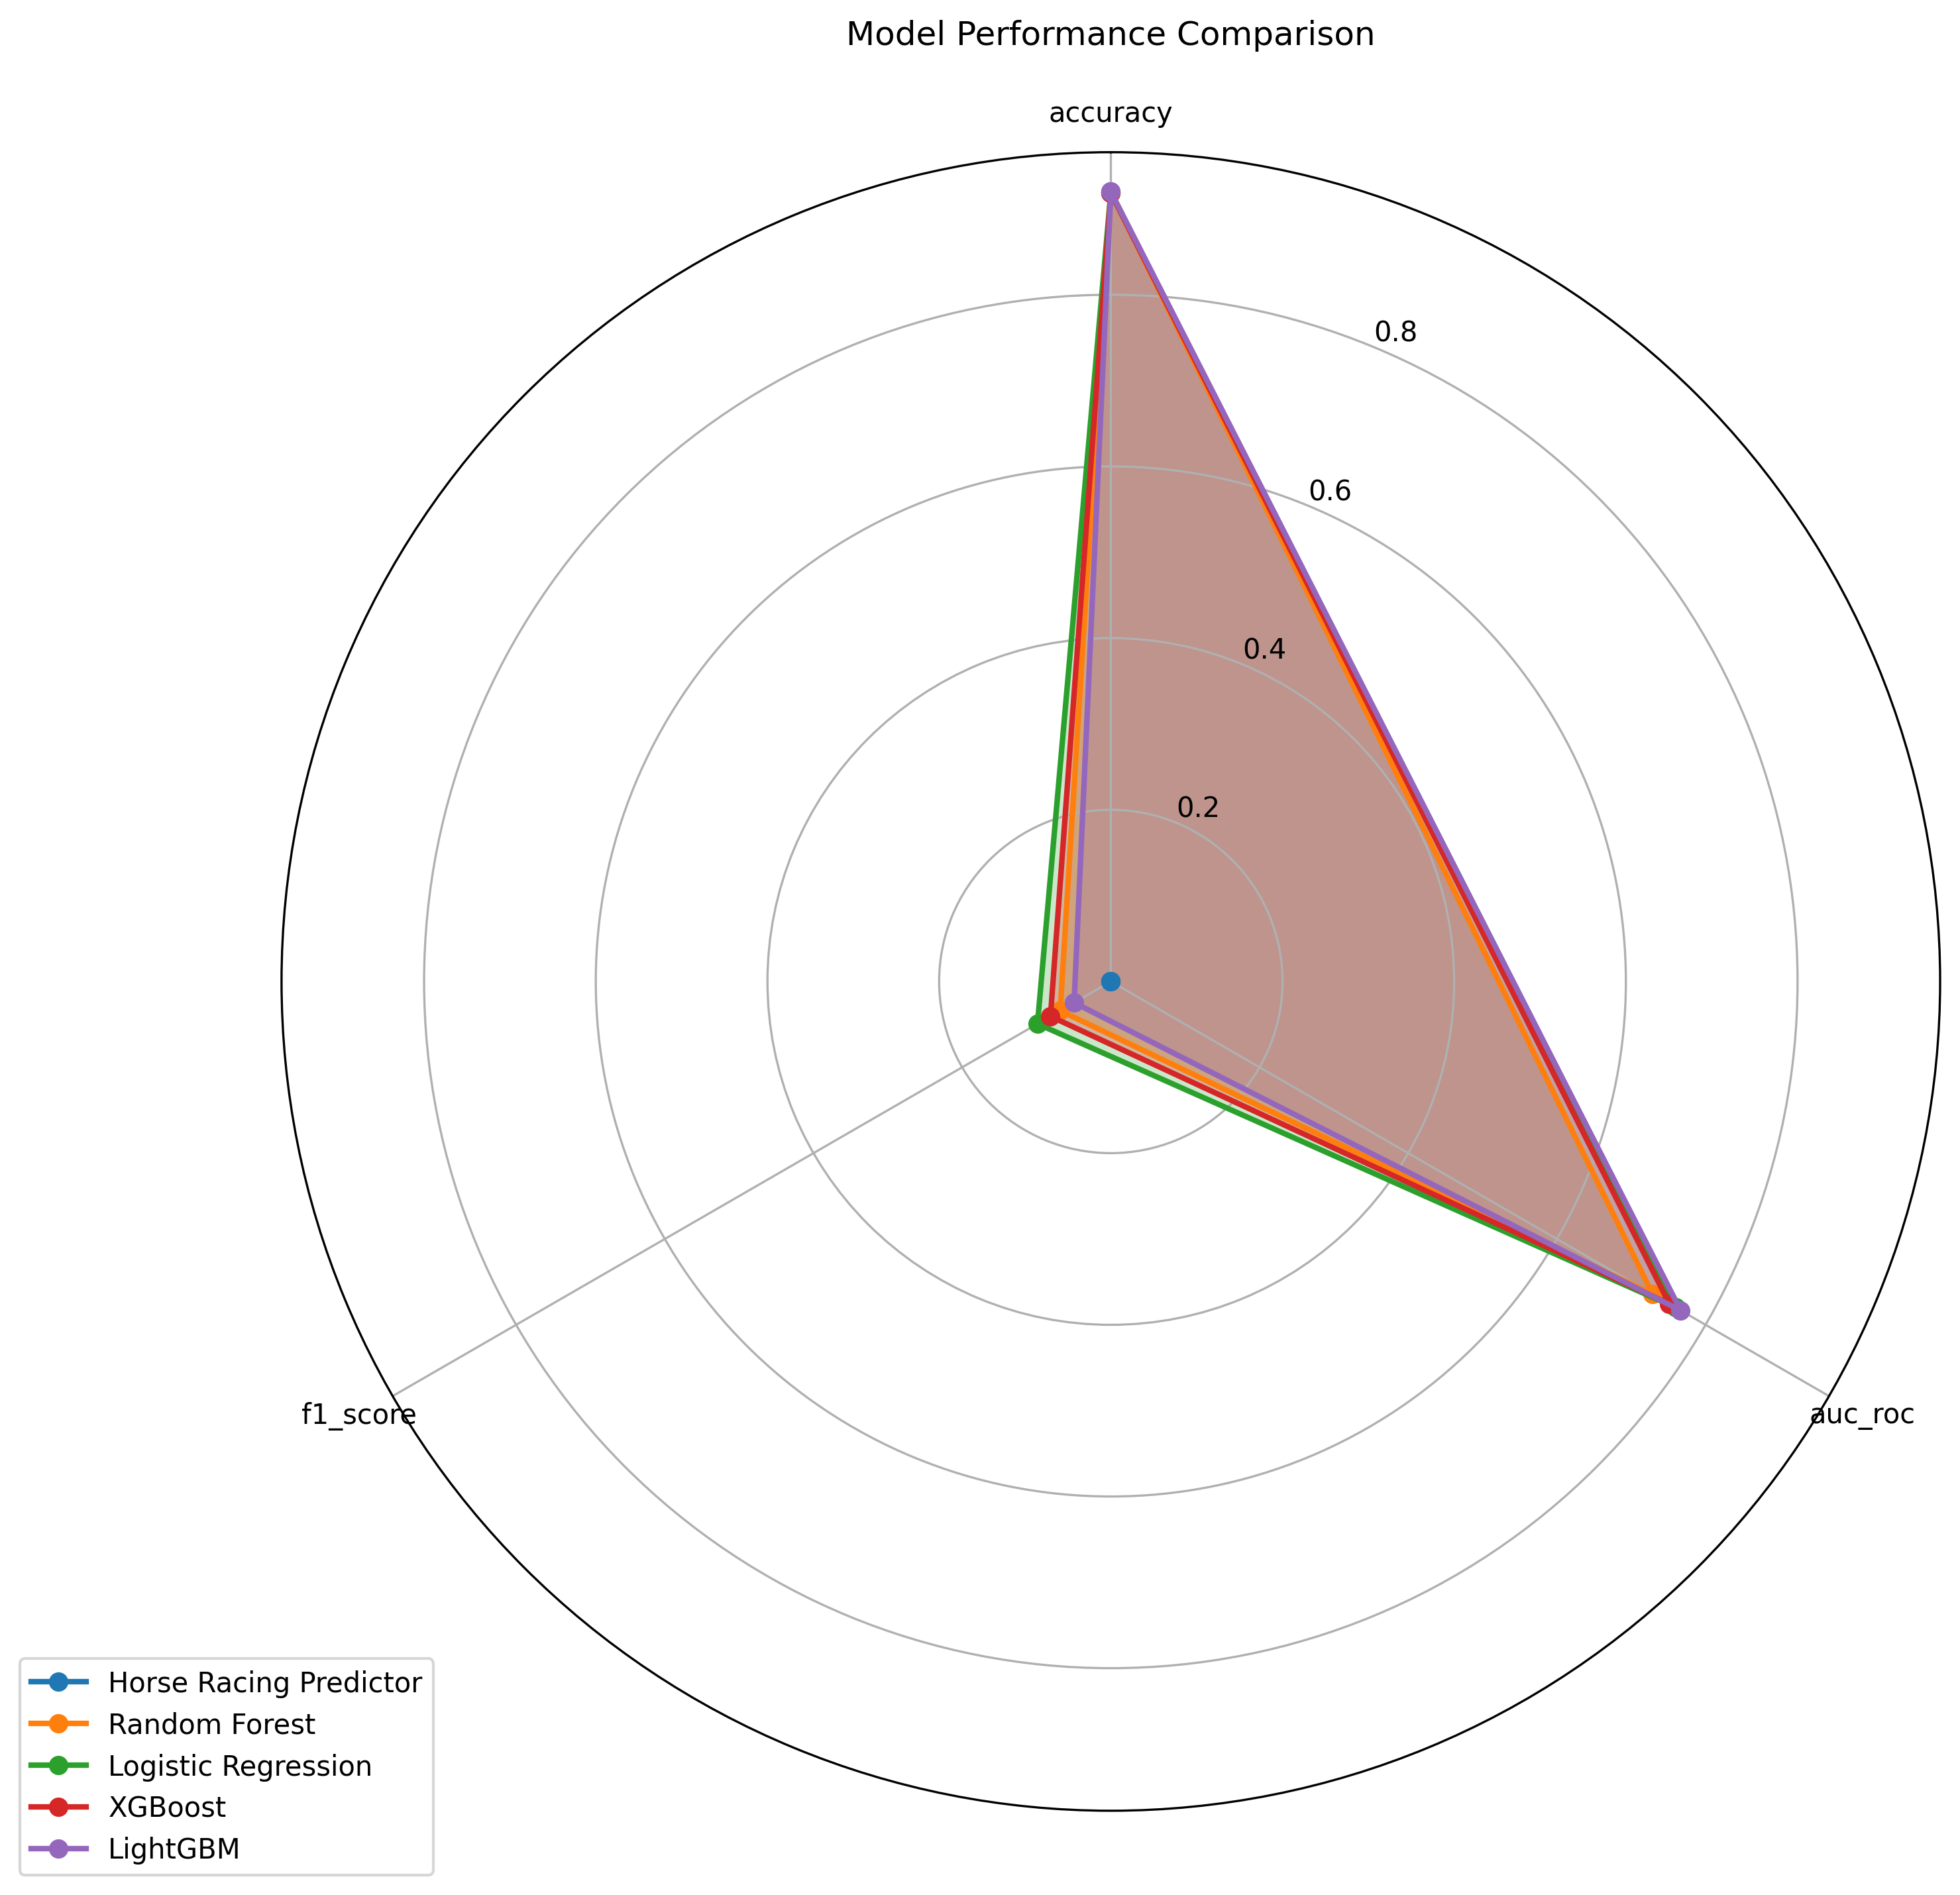 Model Performance Comparison
accuracy
0.8
0.6
0.4
0.2
f1_score
auc_roc
Horse Racing Predictor
Random Forest
Logistic Regression
XGBoost
LightGBM